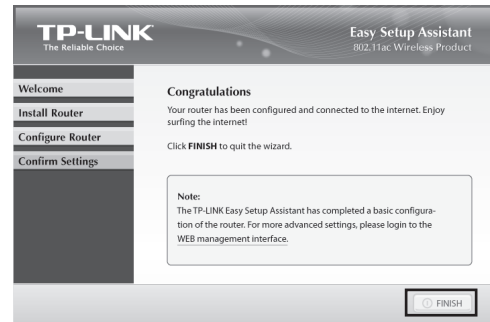 TP-LINK
The Reliable Choice
Easy Setup Assistant
802.11ac Wireless Product
Welcome
Install Router
Configure Router
Confirm Settings
Congratulations
Your router has been configured and connected to the internet. Enjoy
surfing the internet!
Click FINISH to quit the wizard.
Note:
The TP-LINK Easy Setup Assistant has completed a basic configura-
tion of the router. For more advanced settings, please login to the
WEB management interface.
FINISH